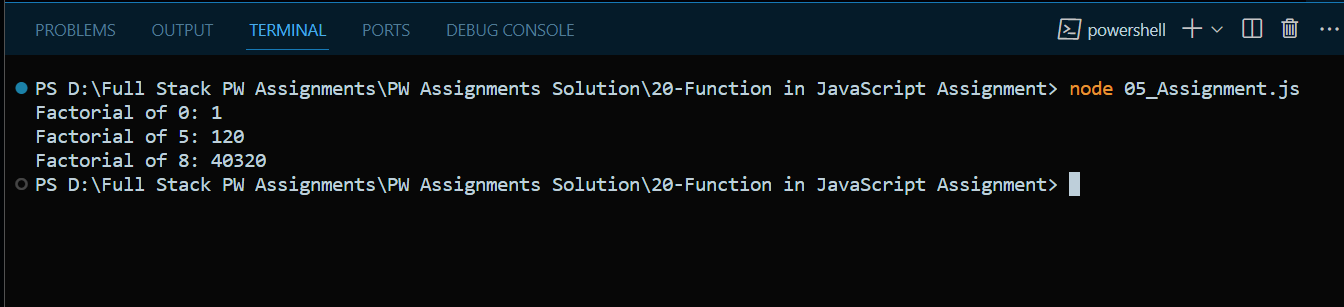 PROBLEMS OUTPUT TERMINAL PORTS DEBUG CONSOLE powershell
PS D:\Full Stack PW Assignments\PW Assignments Solution\20-Function in JavaScript Assignment> node 05_Assignment.js
Factorial of 0: 1
Factorial of 5: 120
Factorial of 8: 40320
PS D:\Full Stack PW Assignments\PW Assignments Solution\20-Function in JavaScript Assignment>